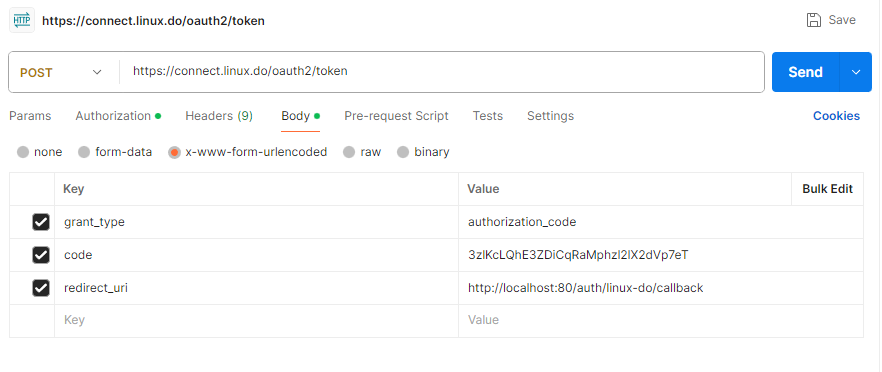 HTTP https://connect.linux.do/oauth2/token Save
POST https://connect.linux.do/oauth2/token Send
Params Authorization Headers (9) Body Pre-request Script Tests Settings Cookies
none form-data x-www-form-urlencoded raw binary
Key Value Bulk Edit
grant_type authorization_code
code 3zlKcLQhE3ZDiCqRaMphzl2lX2dVp7eT
redirect_uri http://localhost:80/auth/linux-do/callback
Key Value